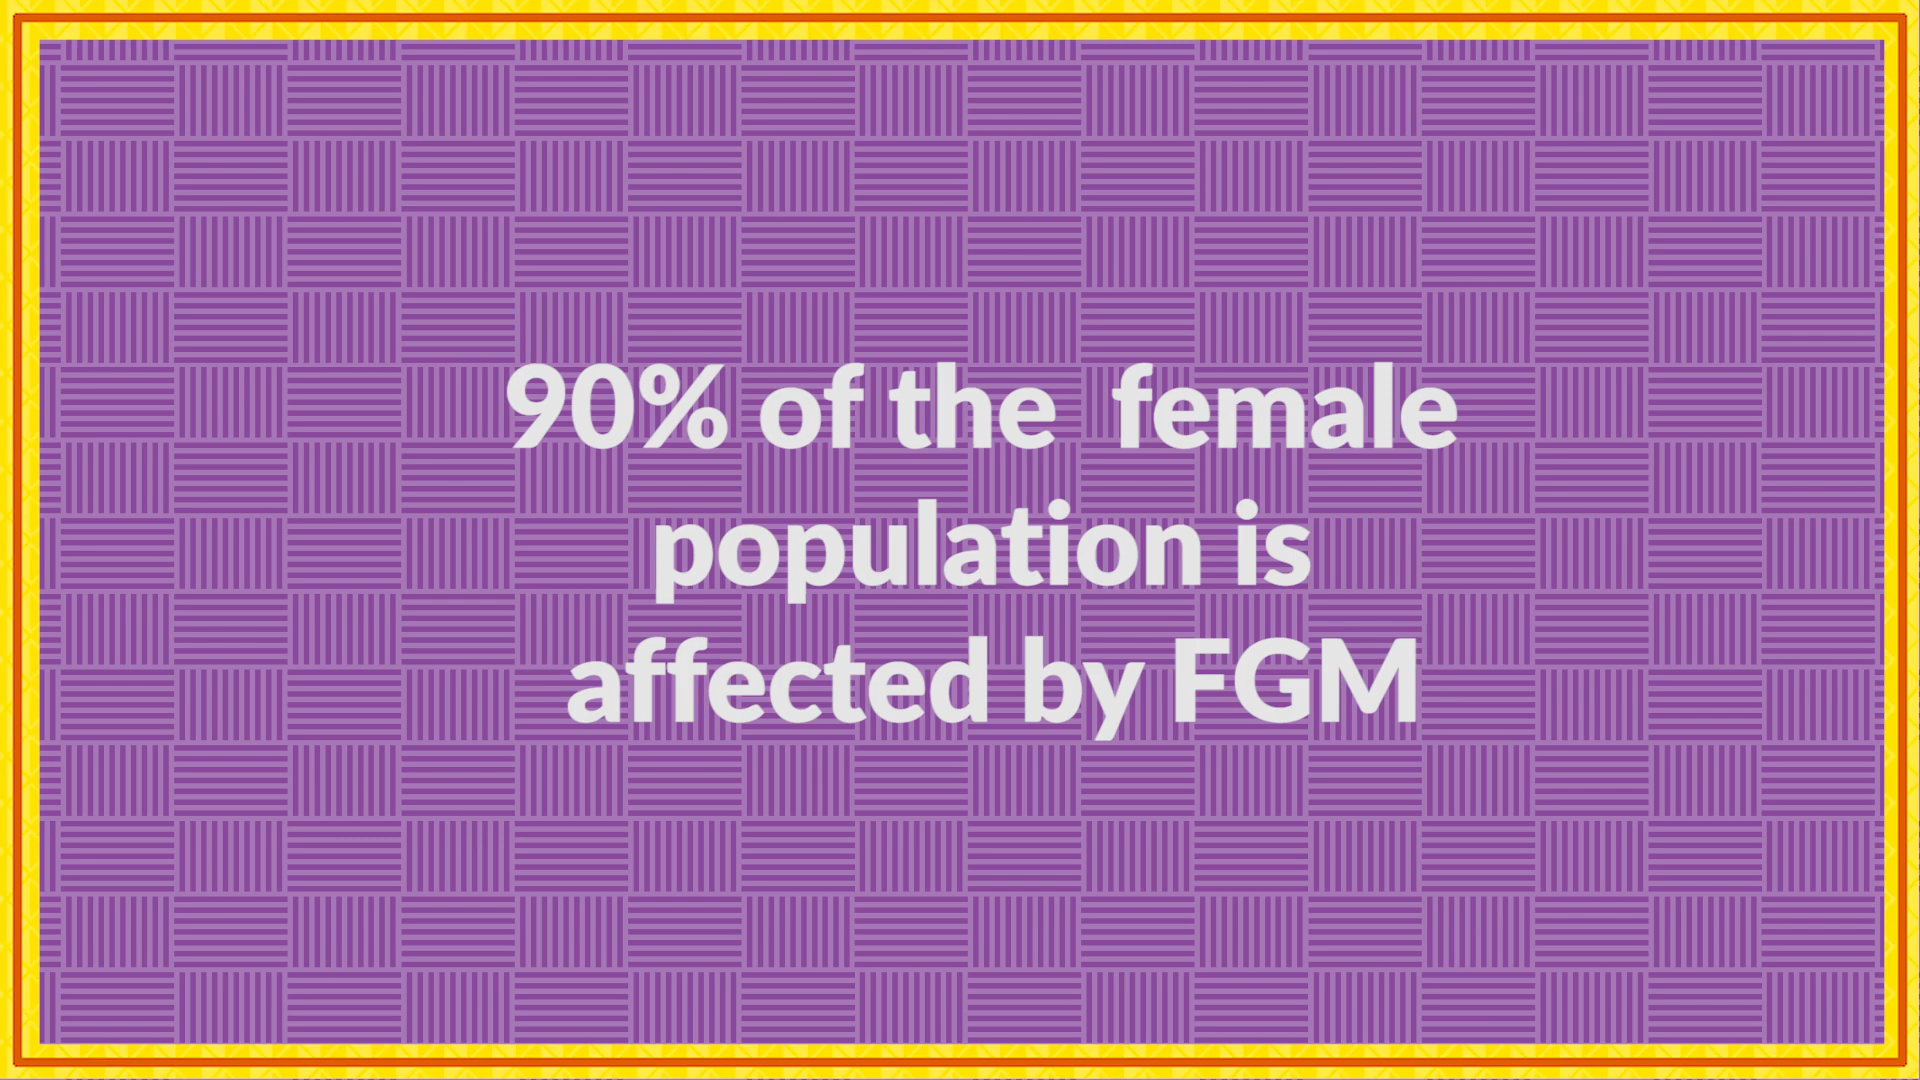 90% of the  female
population is
affected by FGM